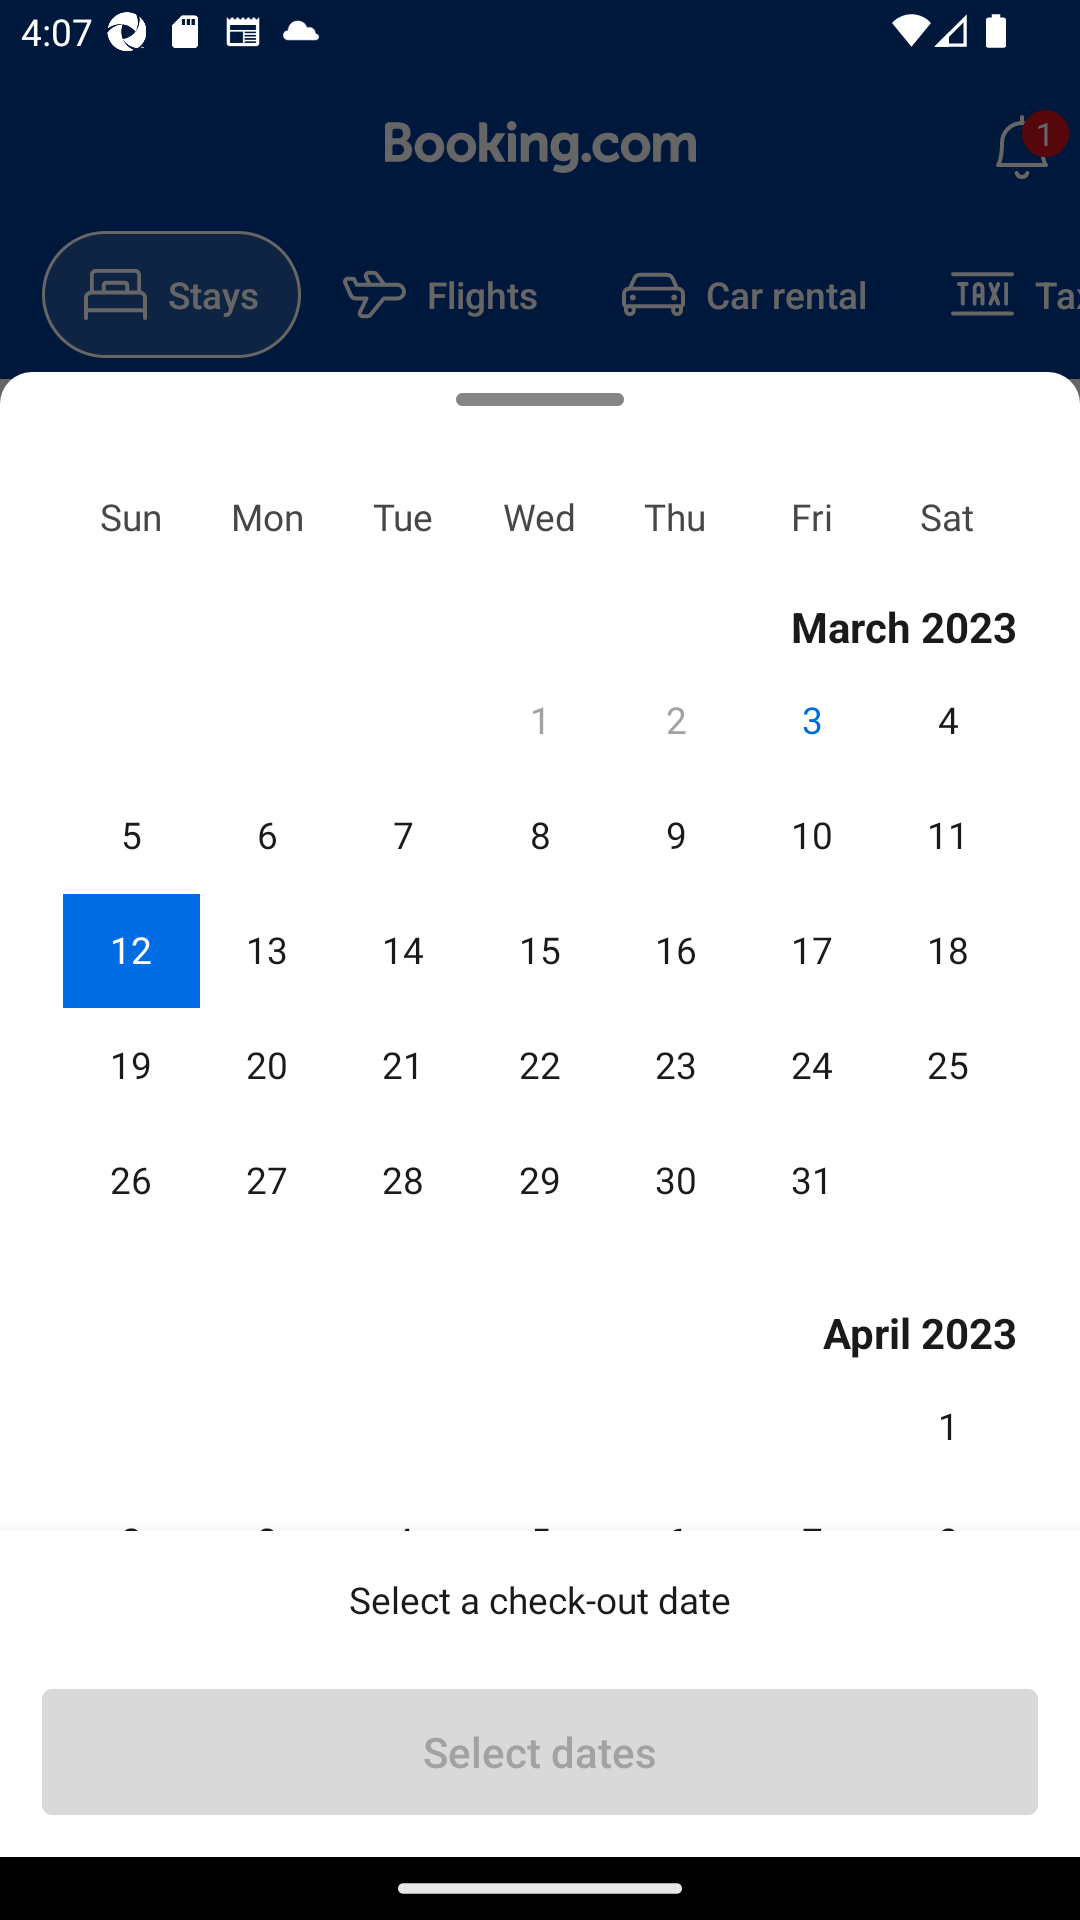 4:07
Booking.com
1
Stays
Flights
Car rental
TAXI
Sun Mon Tue Wed Thu Fri Sat
March 2023
1 2 3 4
5 6 7 8 9 10 11
12 13 14 15 16 17 18
19 20 21 22 23 24 25
26 27 28 29 30 31
April 2023
1
Select a check-out date
Select dates